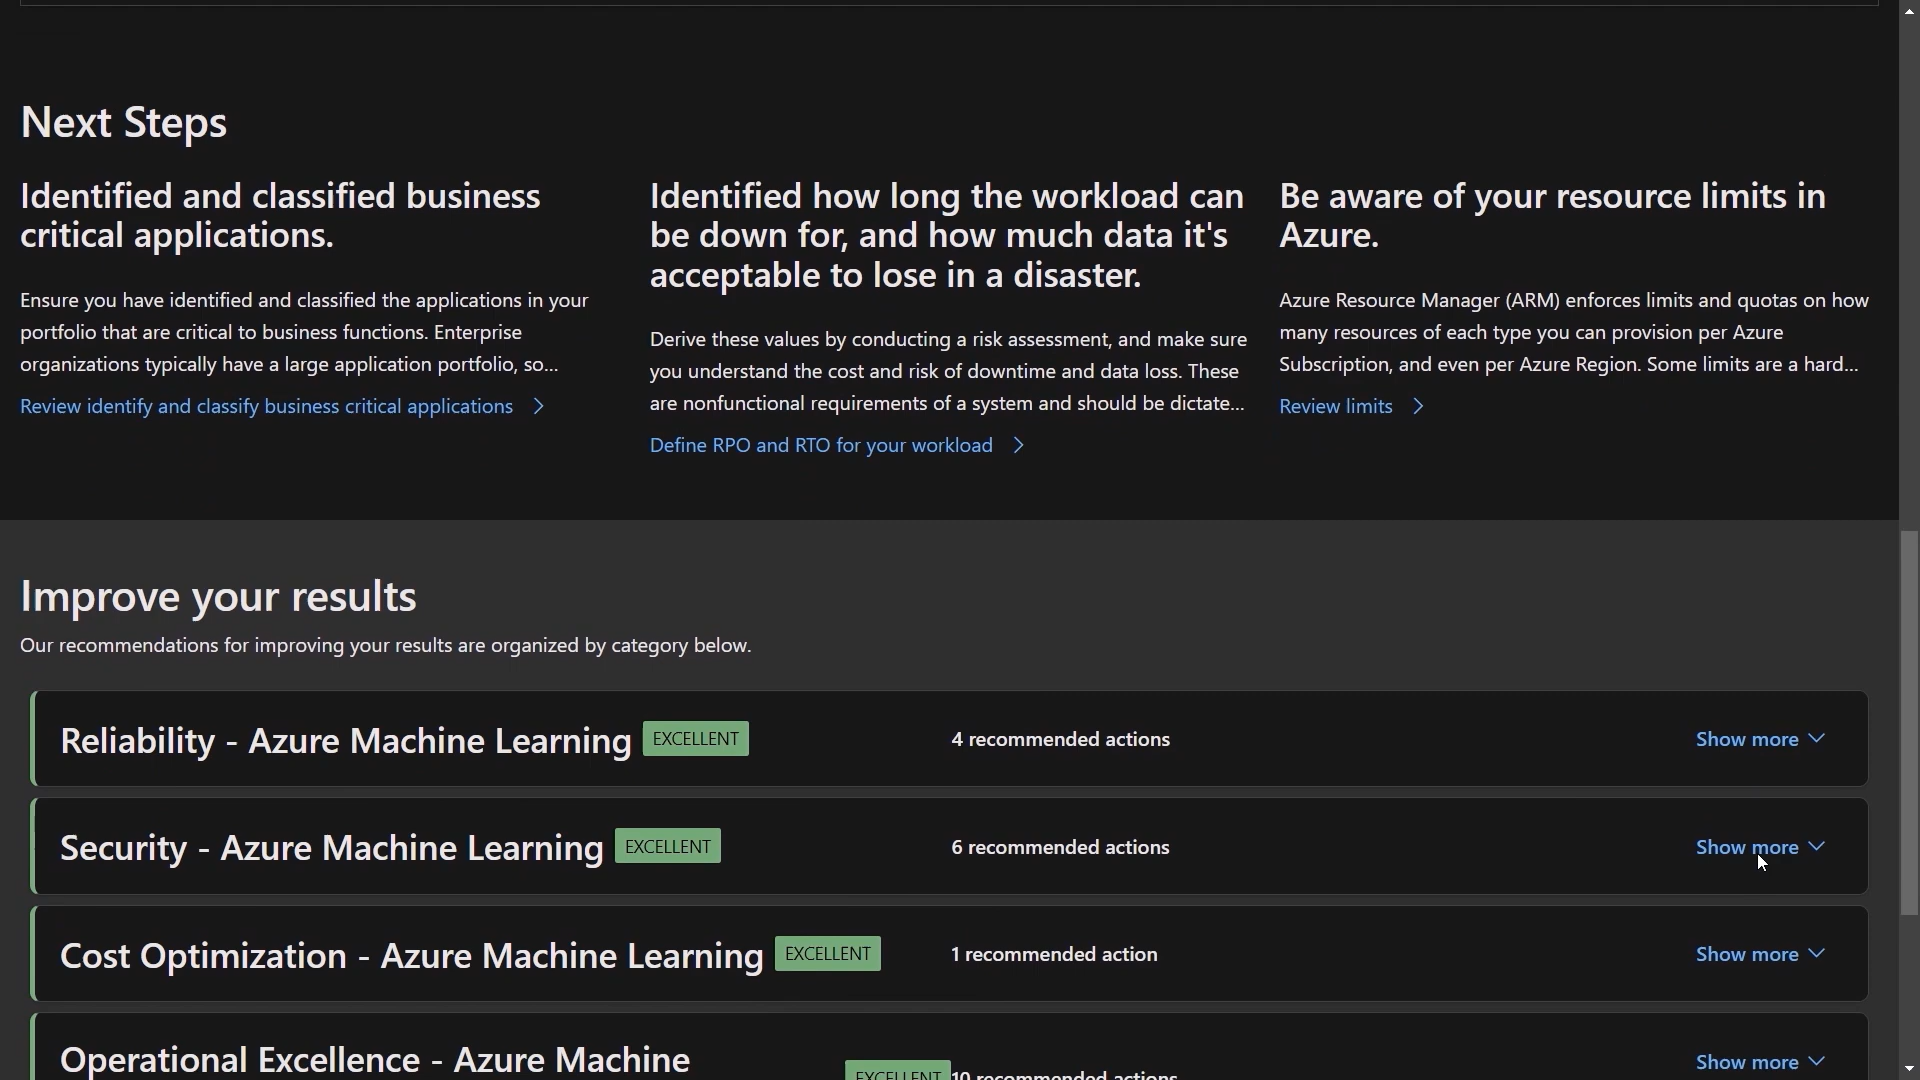 Next Steps
Identified and classified business
critical applications.
Ensure you have identified and classified the applications in your
portfolio that are critical to business functions. Enterprise
organizations typically have a large application portfolio, so...
Review identify and classify business critical applications
Identified how long the workload can
be down for, and how much data it's
acceptable to lose in a disaster.
Derive these values by conducting a risk assessment, and make sure
you understand the cost and risk of downtime and data loss. These
are nonfunctional requirements of a system and should be dictate...
Define RPO and RTO for your workload
Be aware of your resource limits in
Azure.
Azure Resource Manager (ARM) enforces limits and quotas on how
many resources of each type you can provision per Azure
Subscription, and even per Azure Region. Some limits are a hard...
Review limits
Improve your results
Our recommendations for improving your results are organized by category below.
Reliability - Azure Machine Learning EXCELLENT 4 recommended actions Show more
Security - Azure Machine Learning EXCELLENT 6 recommended actions Show more
Cost Optimization - Azure Machine Learning EXCELLENT 1 recommended action Show more
Operational Excellence - Azure Machine EXCELLENT 10 recommended actions Show more